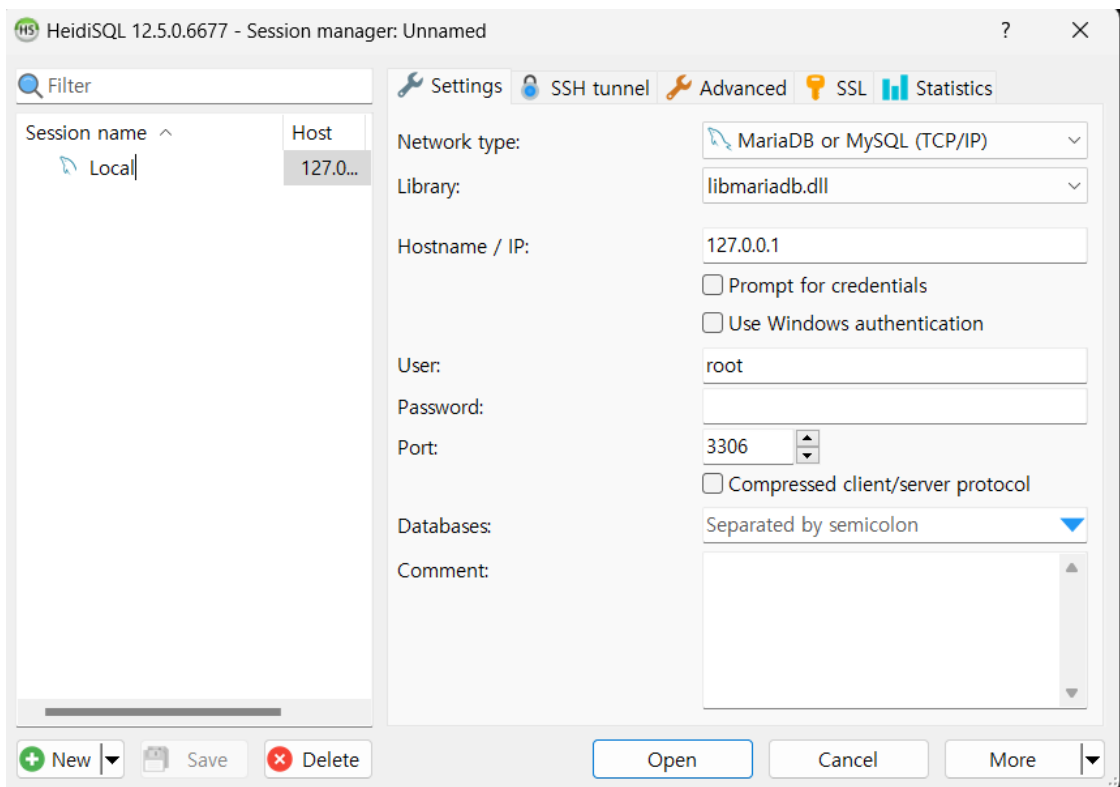 HeidiSQL 12.5.0.6677 - Session manager: Unnamed
Filter
Settings SSH tunnel Advanced SSL Statistics
Session name Host
Local 127.0...
Network type: MariaDB or MySQL (TCP/IP)
Library: libmariadb.dll
Hostname / IP: 127.0.0.1
Prompt for credentials
Use Windows authentication
User: root
Password:
Port: 3306
Compressed client/server protocol
Databases: Separated by semicolon
Comment:
New Save Delete Open Cancel More